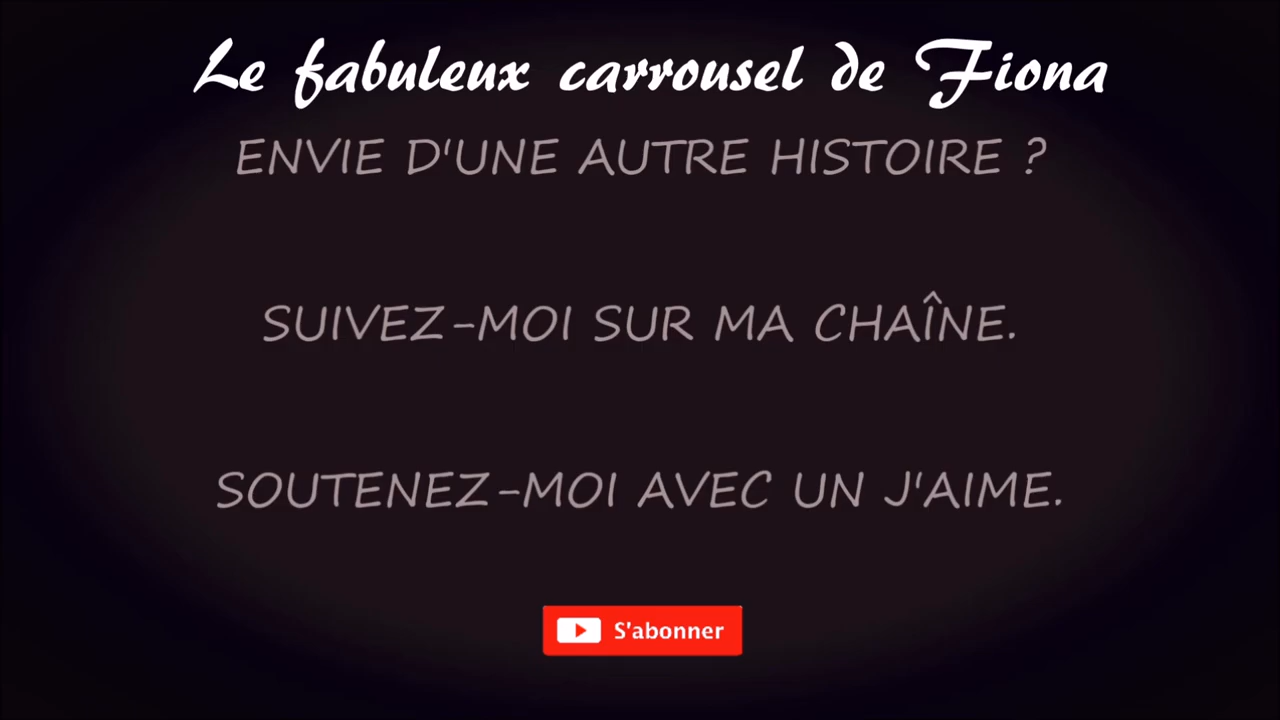 Le fabuleux carrousel de Fiona
ENVIE D'UNE AUTRE HISTOIRE ?
SUIVEZ-MOI SUR MA CHAÎNE.
SOUTENEZ-MOI AVEC UN J'AIME.
S'abonner